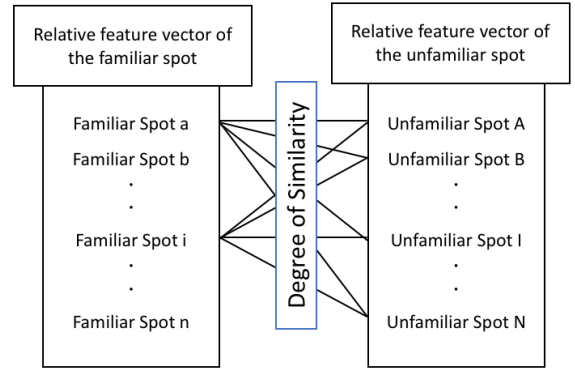 Relative feature vector of
the familiar spot
Familiar Spot a
Familiar Spot b
.
.
Familiar Spot i
.
.
Familiar Spot n
Degree of Similarity
Relative feature vector of
the unfamiliar spot
Unfamiliar Spot A
Unfamiliar Spot B
.
.
Unfamiliar Spot I
.
.
Unfamiliar Spot N